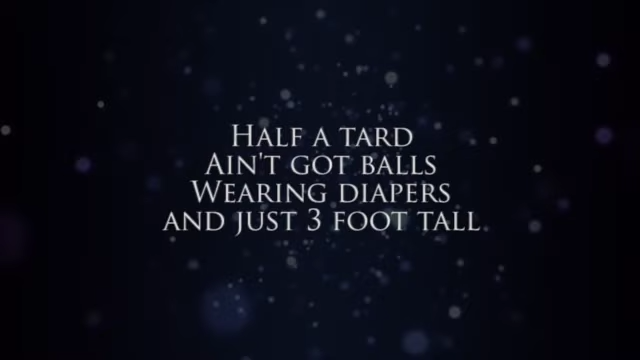 Half a tard
Ain't got balls
Wearing diapers
and just 3 foot tall